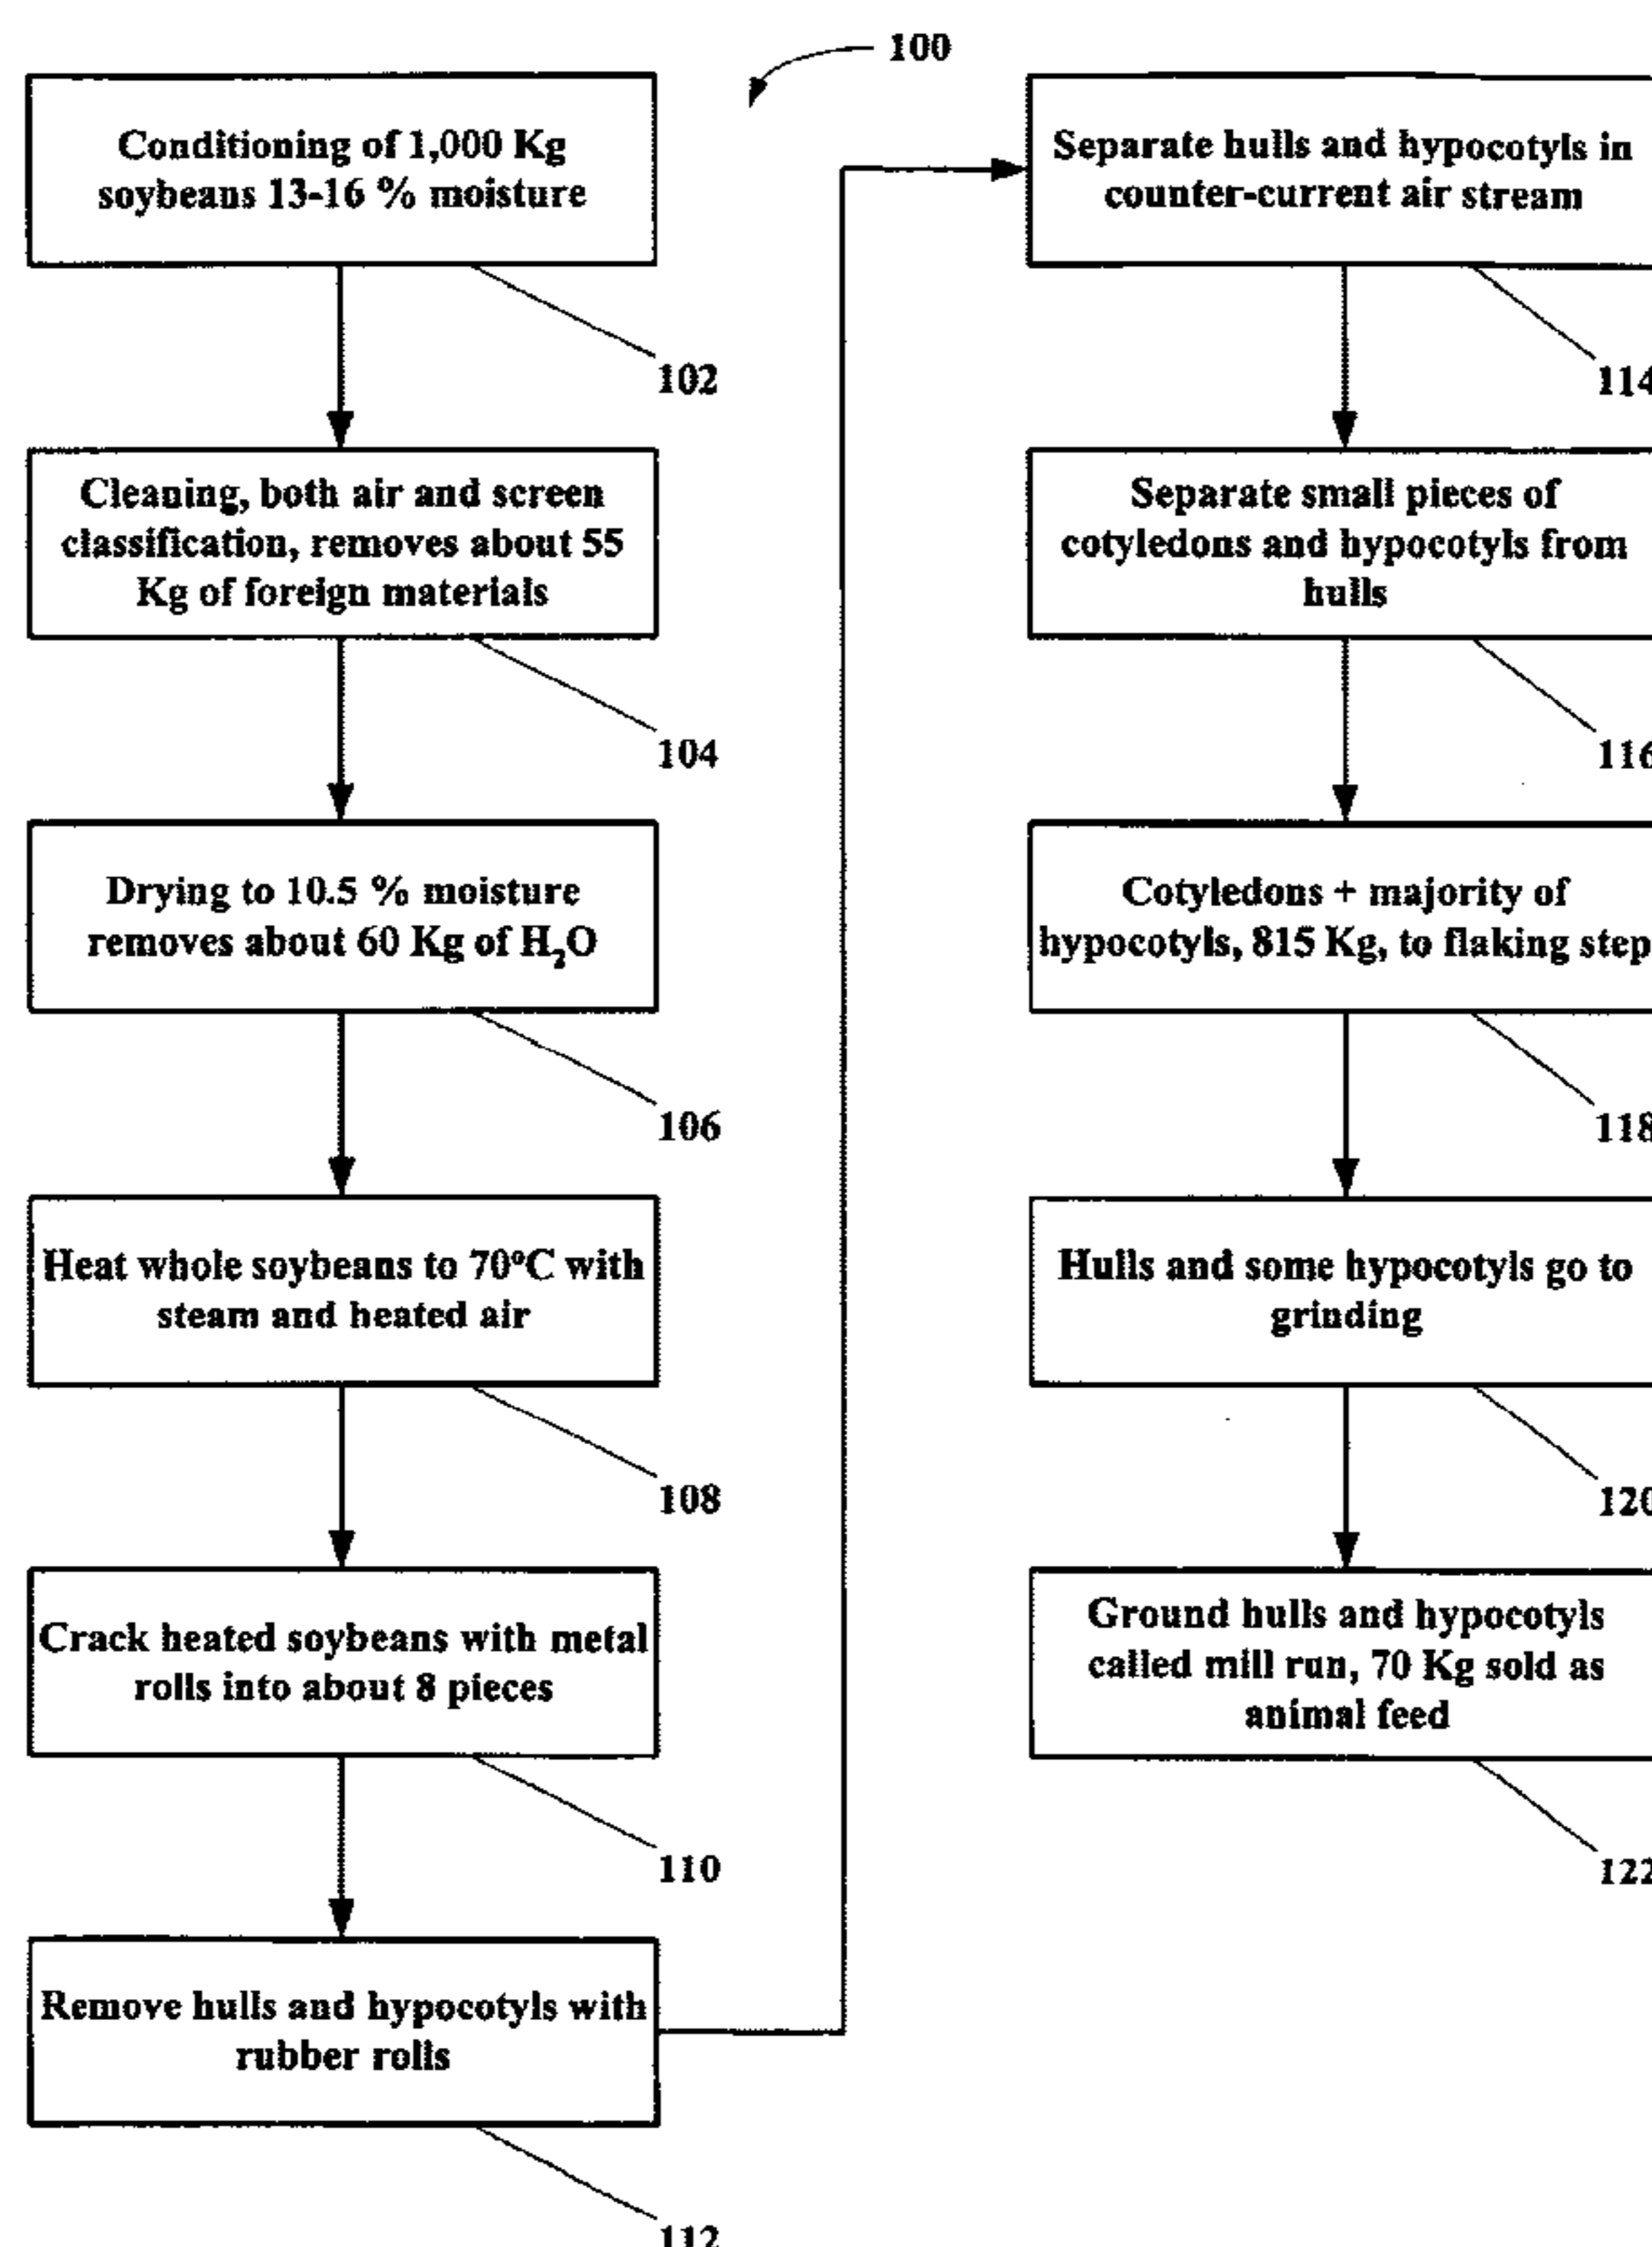 100
Conditioning of 1,000 Kg
soybeans 13-16 % moisture
102
Cleaning, both air and screen
classification, removes about 55
Kg of foreign materials
104
Drying to 10.5 % moisture
removes about 60 Kg of H₂O
106
Heat whole soybeans to 70°C with
steam and heated air
108
Crack heated soybeans with metal
rolls into about 8 pieces
110
Remove hulls and hypocotyls with
rubber rolls
112
Separate hulls and hypocotyls in
counter-current air stream
114
Separate small pieces of
cotyledons and hypocotyls from
hulls
116
Cotyledons + majority of
hypocotyls, 815 Kg, to flaking step
118
Hulls and some hypocotyls go to
grinding
120
Ground hulls and hypocotyls
called mill run, 70 Kg sold as
animal feed
122